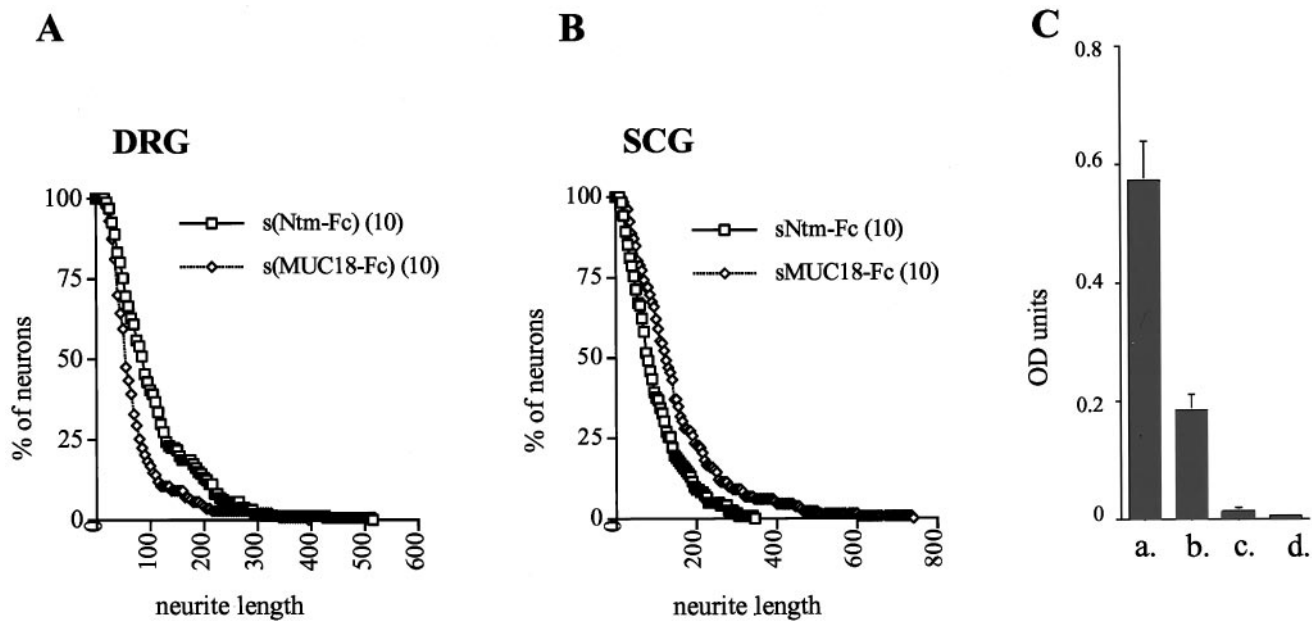 A
DRG
100
75
50
25
0
% of neurons
s(Ntm-Fc) (10)
s(MUC18-Fc) (10)
0
100
200
300
400
500
600
neurite length
B
SCG
100
75
50
25
0
% of neurons
sNtm-Fc (10)
sMUC18-Fc (10)
0
200
400
600
800
neurite length
C
0.8
0.6
0.4
0.2
0
OD units
a. b. c. d.